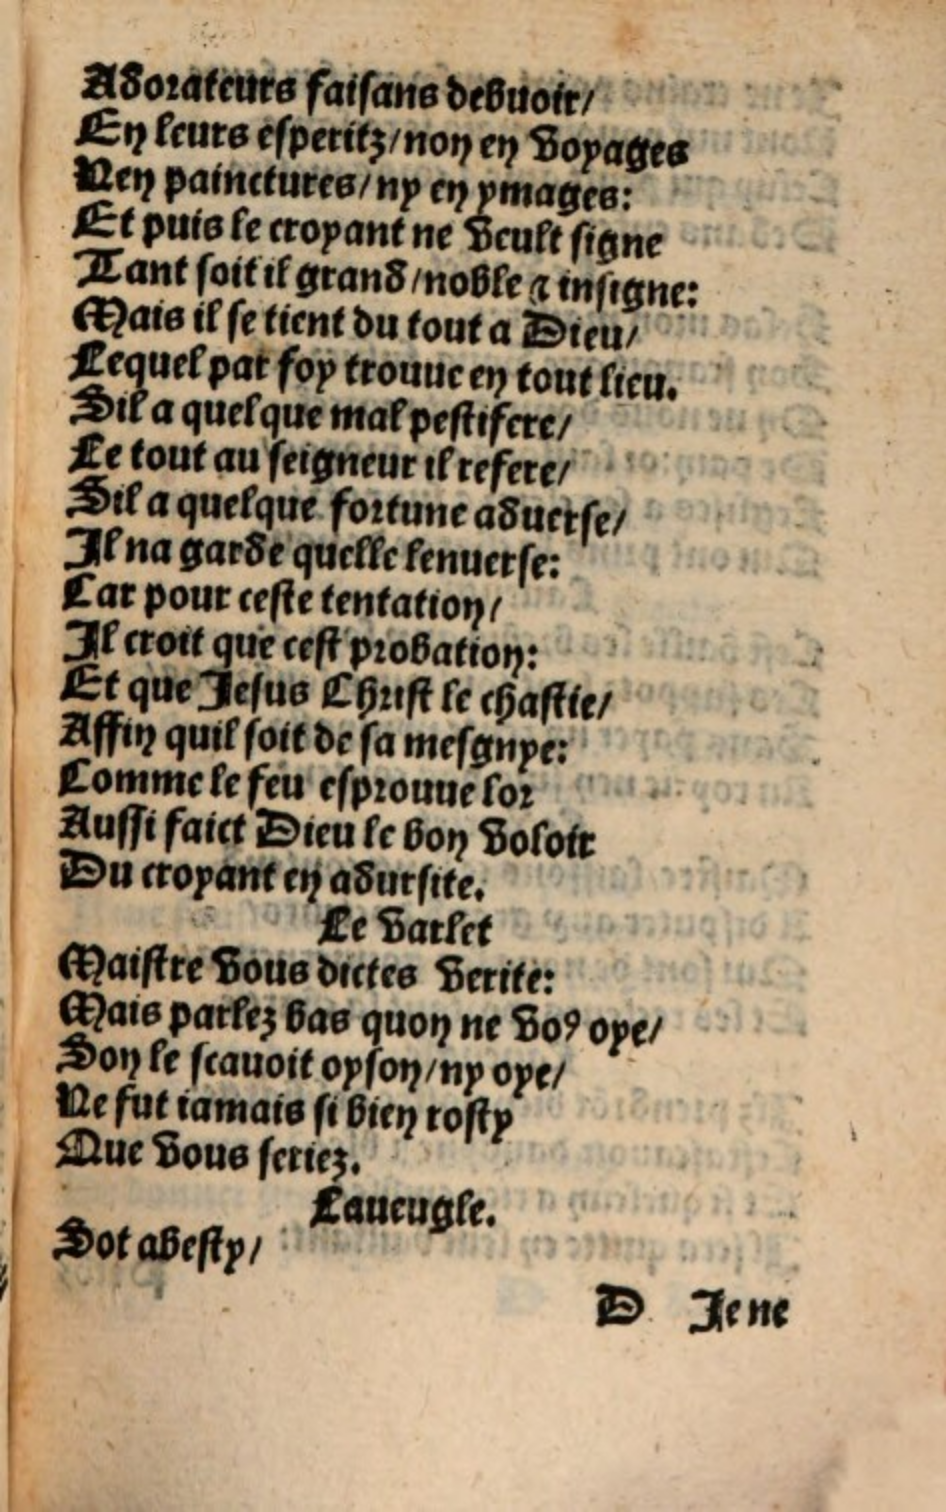 Adorateurs faisans debuoir/
En leurs esperitz/non en voyages
Nen painctures/ny en ymages:
Et puis le croyant ne veult signe
Tant soit il grand/noble ⁊ insigne:
Mais il se tient du tout a Dieu/
Lequel par foy trouue en tout lieu.
Sil a quelque mal pestifere/
Le tout au seigneur il refere/
Sil a quelque fortune aduerse/
Il na garde quelle lenuerse:
Car pour ceste tentation/
Il croit que cest probation:
Et que Jesus Christ le chastie/
Affin quil soit de sa mesgnye:
Comme le feu esprouue lor
Aussi faict Dieu le bon voloir
Du croyant en adursite.
Le varlet
Maistre vous dictes verite:
Mais parlez bas quon ne voꝰ oye/
Son le scauoit oyson/ny oye/
Ne fut iamais si bien rosty
Que vous seriez.
Laueugle.
Sot abesty/
D Je ne